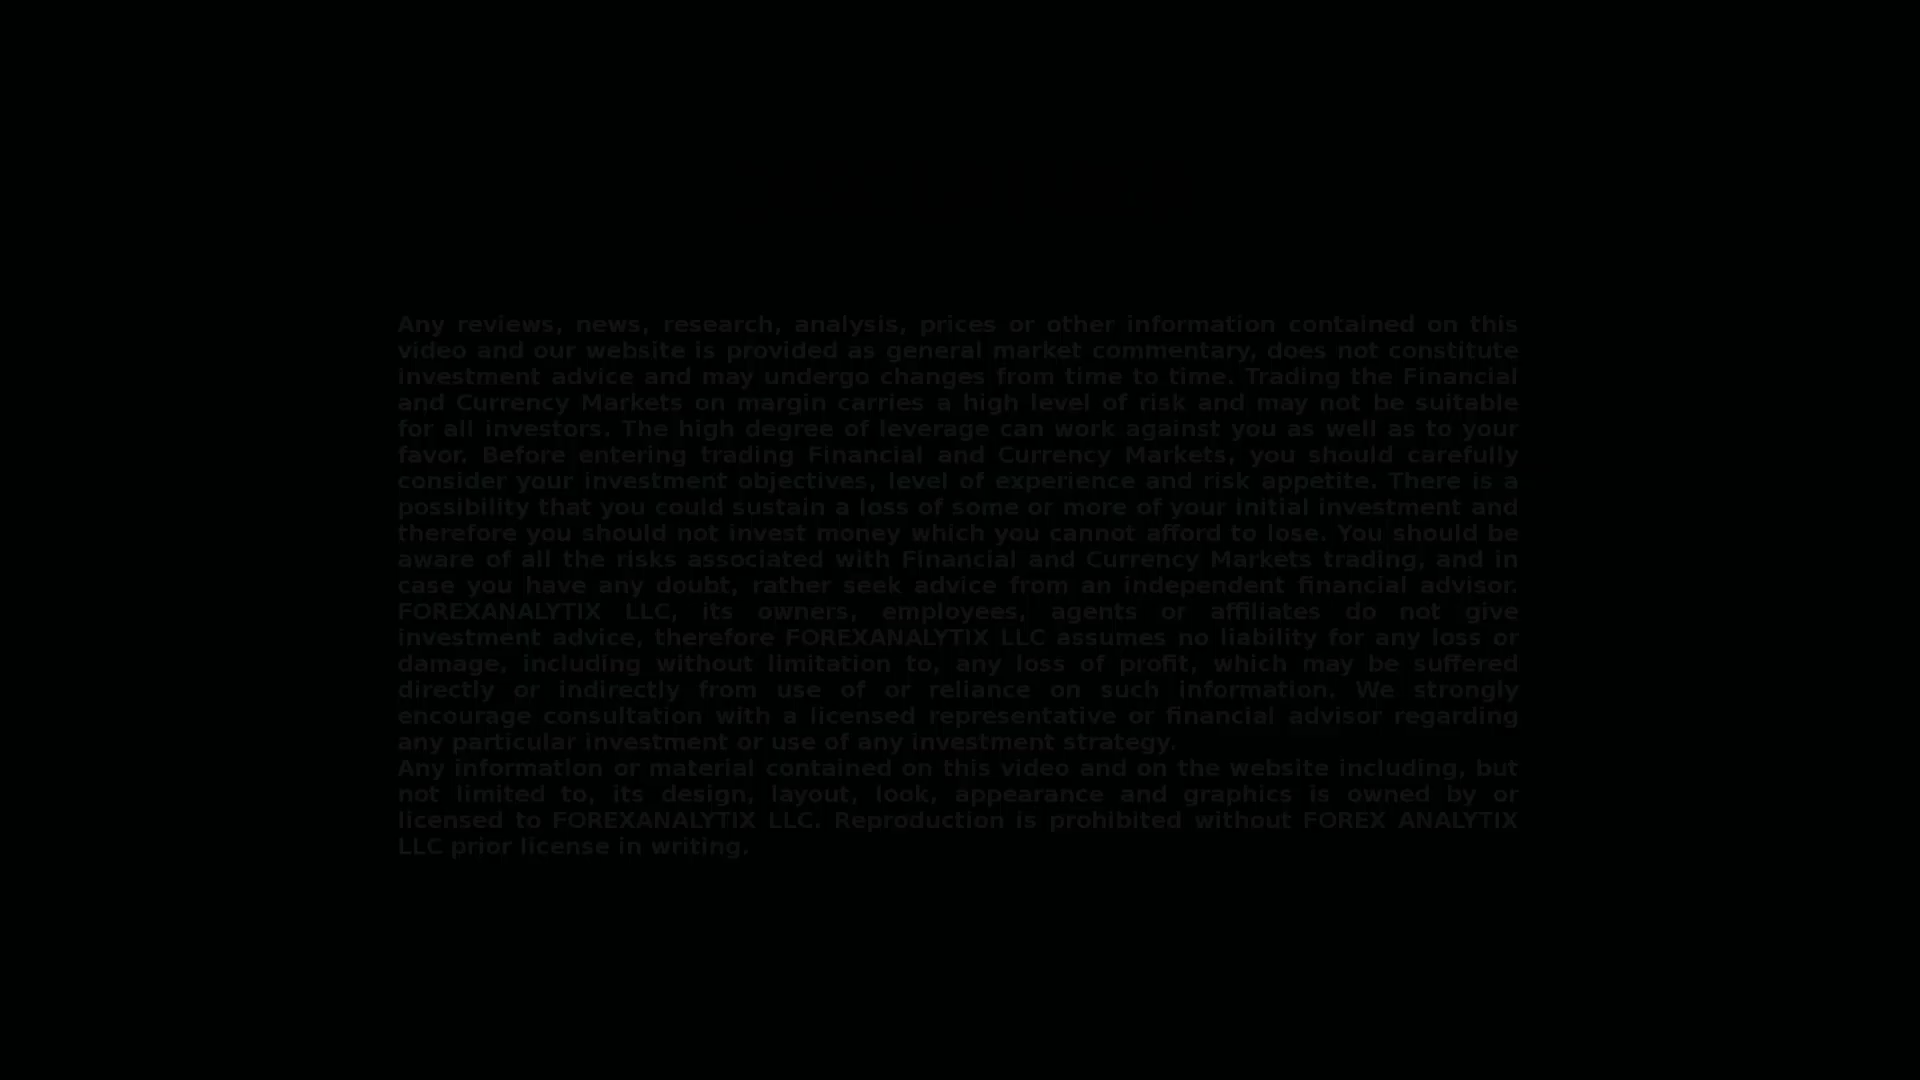 Any reviews, news, research, analysis, prices or other information contained on this
video and our website is provided as general market commentary, does not constitute
investment advice and may undergo changes from time to time. Trading the Financial
and Currency Markets on margin carries a high level of risk and may not be suitable
for all investors. The high degree of leverage can work against you as well as to your
favor. Before entering trading Financial and Currency Markets, you should carefully
consider your investment objectives, level of experience and risk appetite. There is a
possibility that you could sustain a loss of some or more of your initial investment and
therefore you should not invest money which you cannot afford to lose. You should be
aware of all the risks associated with Financial and Currency Markets trading, and in
case you have any doubt, rather seek advice from an independent financial advisor.
FOREXANALYTIX LLC, its owners, employees, agents or affiliates do not give
investment advice, therefore FOREXANALYTIX LLC assumes no liability for any loss or
damage, including without limitation to, any loss of profit, which may be suffered
directly or indirectly from use of or reliance on such information. We strongly
encourage consultation with a licensed representative or financial advisor regarding
any particular investment or use of any investment strategy.
Any information or material contained on this video and on the website including, but
not limited to, its design, layout, look, appearance and graphics is owned by or
licensed to FOREXANALYTIX LLC. Reproduction is prohibited without FOREX ANALYTIX
LLC prior license in writing.